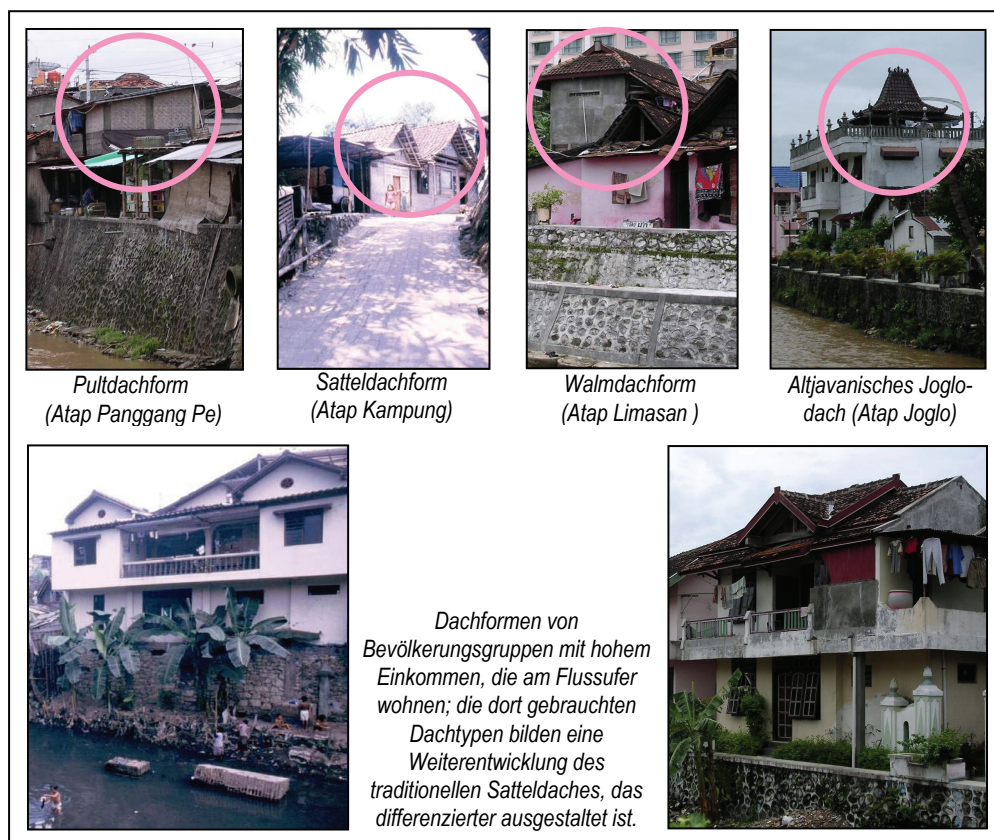 Pultdachform
(Atap Panggang Pe)
Satteldachform
(Atap Kampung)
Walmdachform
(Atap Limasan )
Altjavanisches Joglo-
dach (Atap Joglo)
Dachformen von
Bevölkerungsgruppen mit hohem
Einkommen, die am Flussufer
wohnen; die dort gebrauchten
Dachtypen bilden eine
Weiterentwicklung des
traditionellen Satteldaches, das
differenzierter ausgestaltet ist.